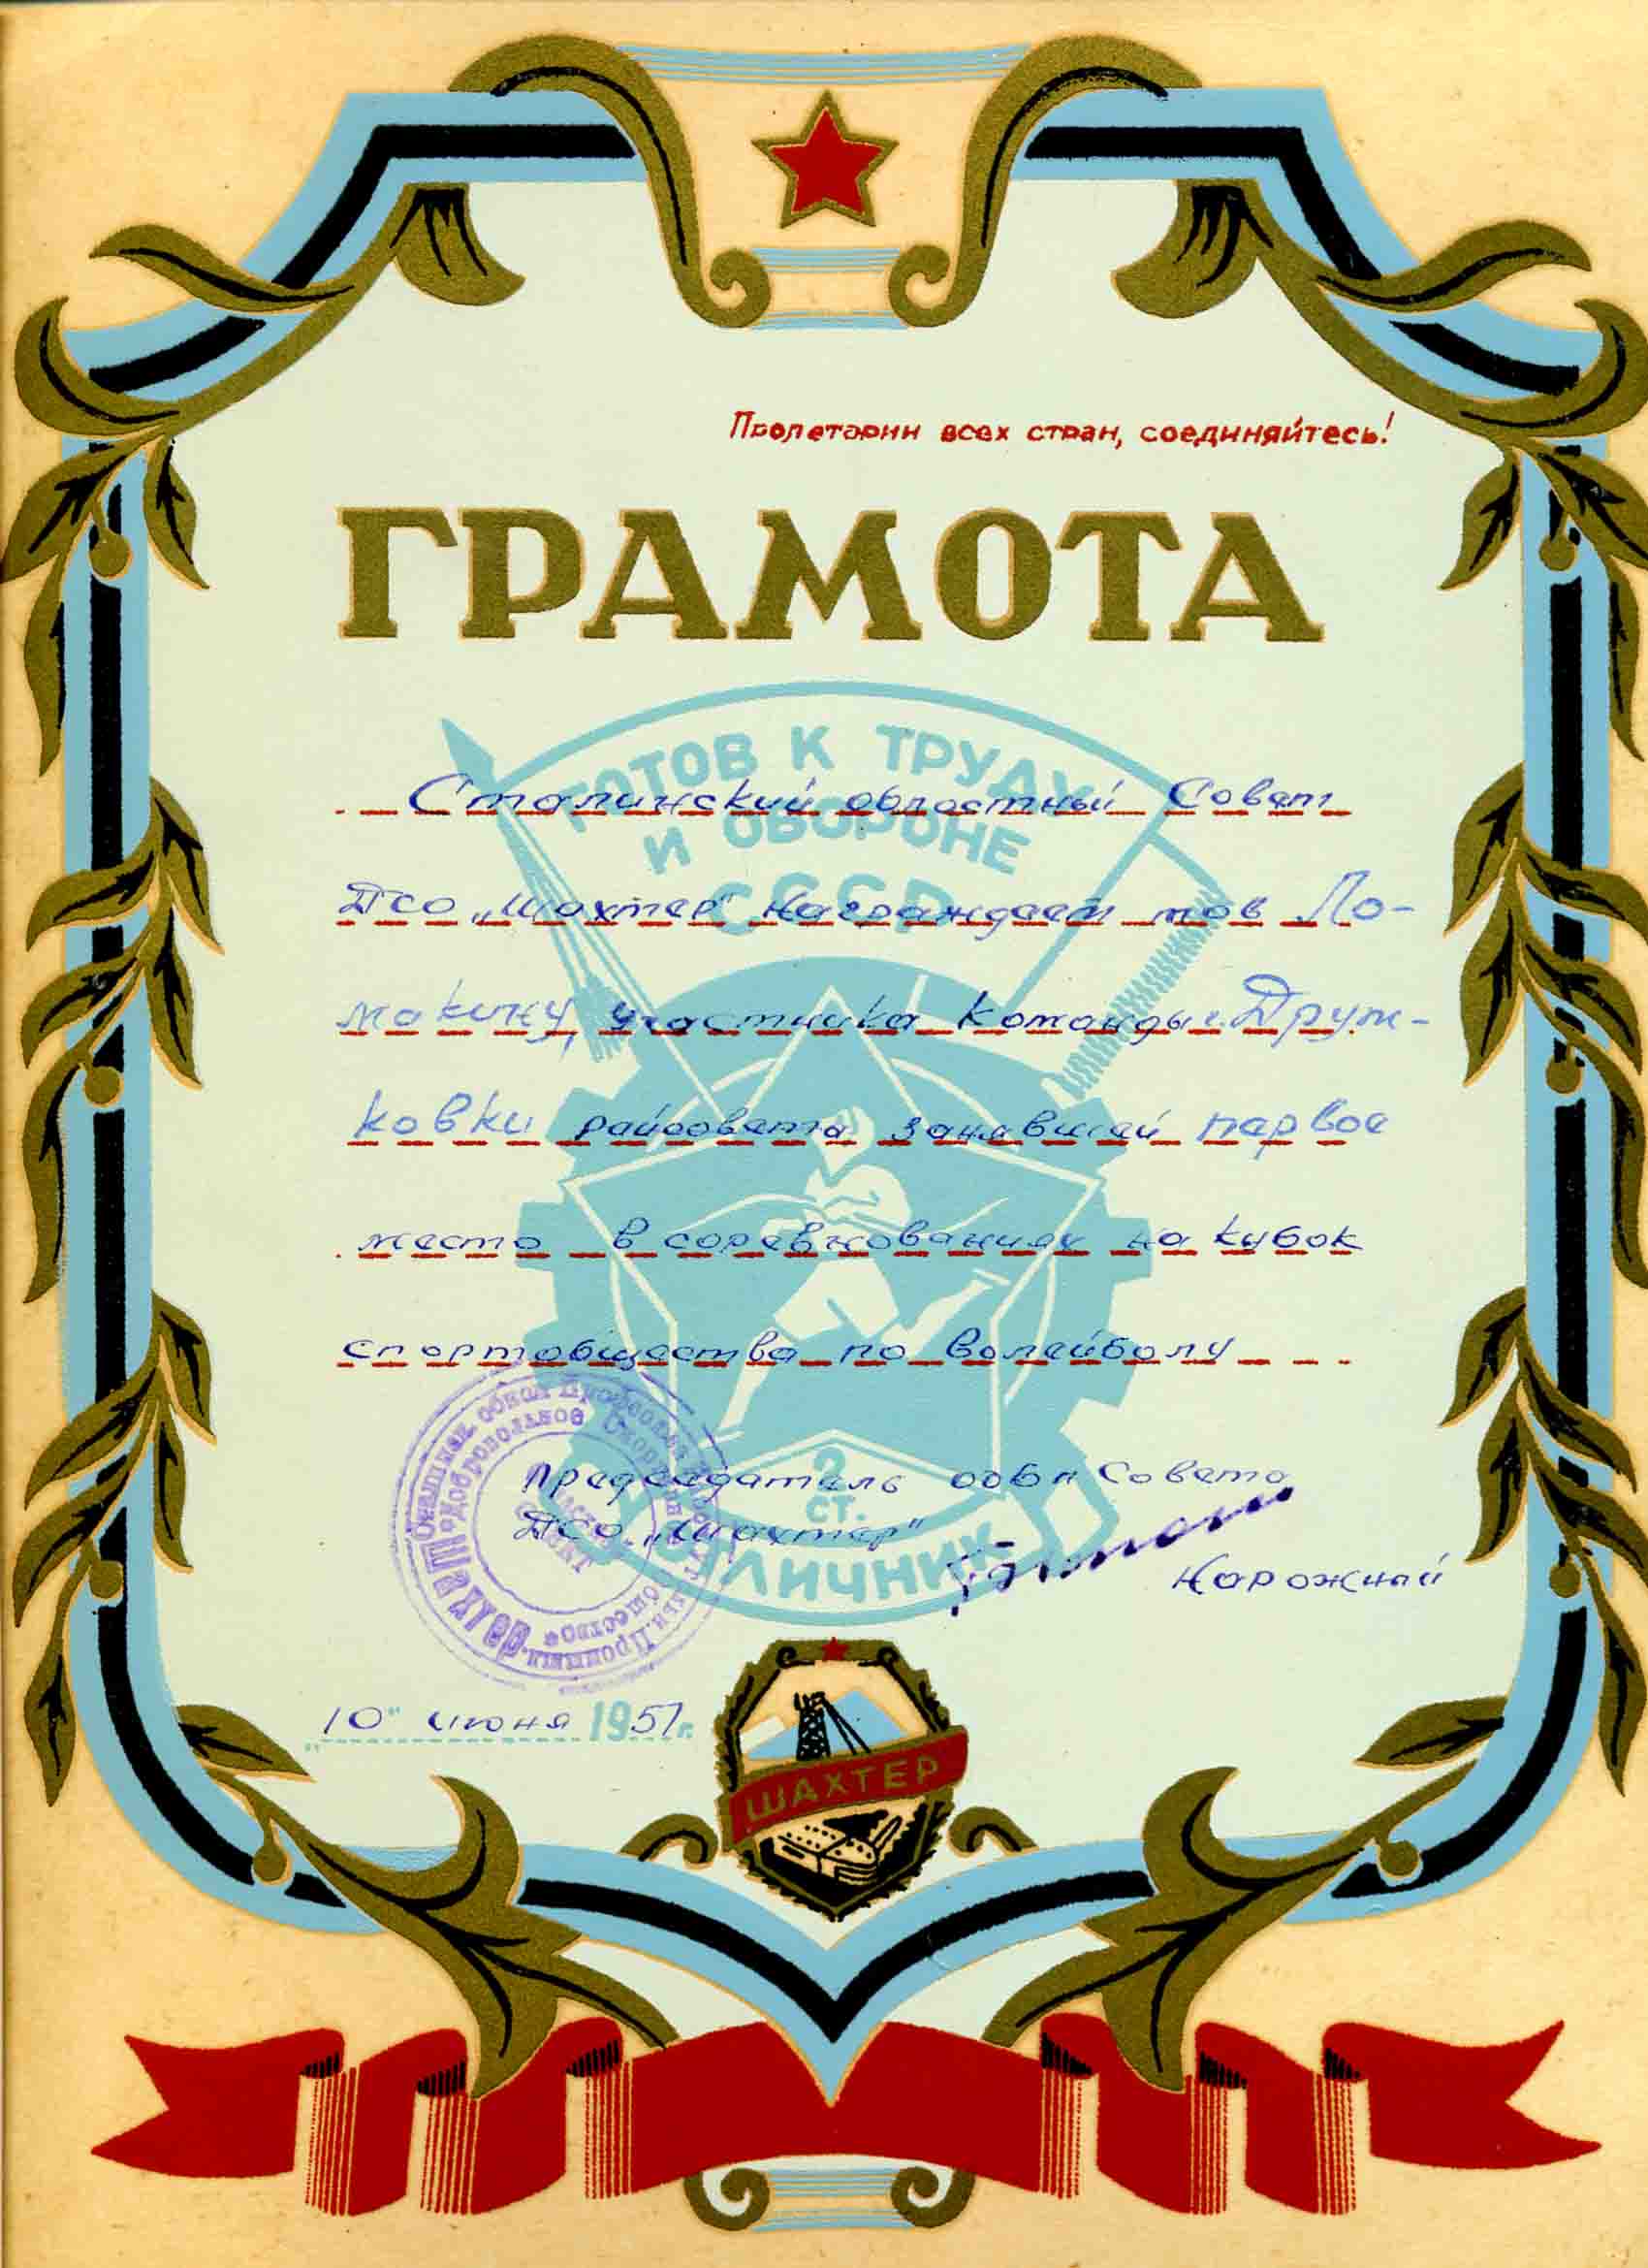 Пролетарии всех стран, соединяйтесь!
ГРАМОТА
ГОТОВ К ТРУДУ
И ОБОРОНЕ
СССР
Сталинский областной Совет
ДСО „Шахтер" награждает тов Ло-
макину, участника команды г. Друж-
ковки райсовета занявшей первое
место в соревнованиях на кубок
спортобщества по волейболу
2
СТ.
ОТЛИЧНИК
Председатель обл Совета
ДСО „Шахтер"
Нарожний
„10" июня 1957 г.
ШАХТЕР